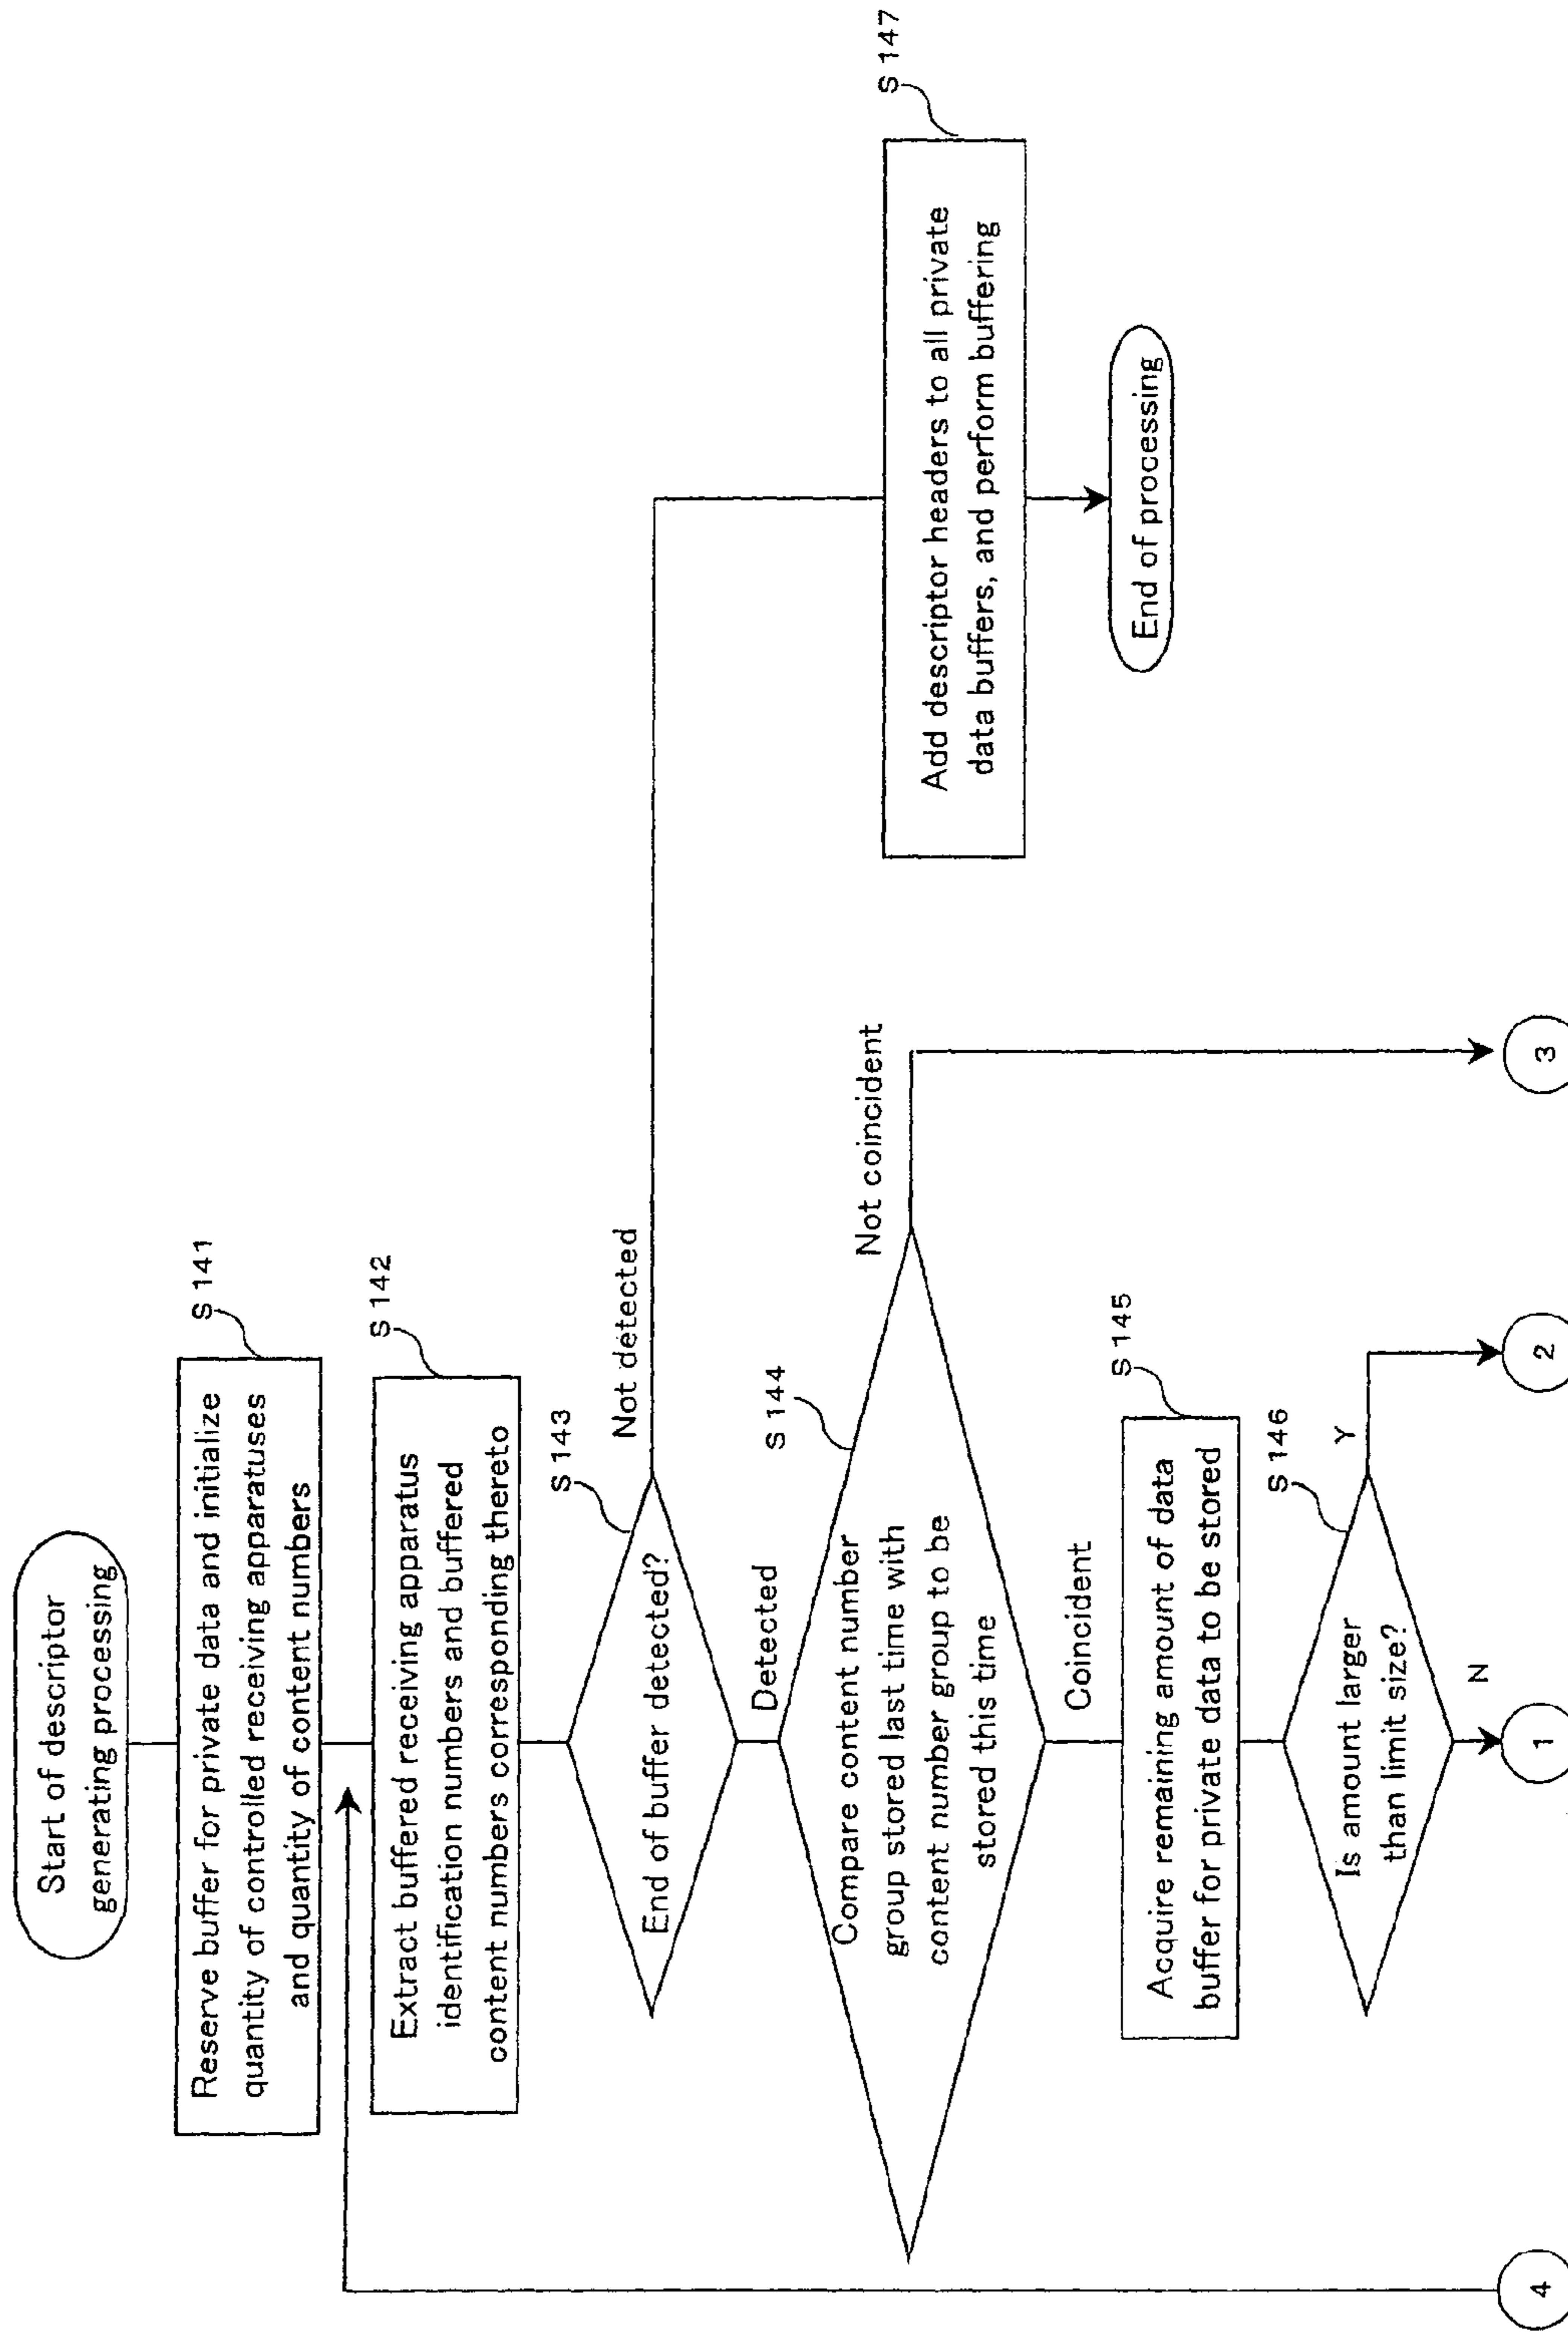 Start of descriptor
generating processing
S 141
Reserve buffer for private data and initialize
quantity of controlled receiving apparatuses
and quantity of content numbers
S 142
Extract buffered receiving apparatus
identification numbers and buffered
content numbers corresponding thereto
S 143
End of buffer detected?
Not detected
Detected
S 144
Compare content number
group stored last time with
content number group to be
stored this time
Not coincident
Coincident
S 147
Add descriptor headers to all private
data buffers, and perform buffering
End of processing
S 145
Acquire remaining amount of data
buffer for private data to be stored
S 146
Is amount larger
than limit size?
Y
N
4
1
2
3